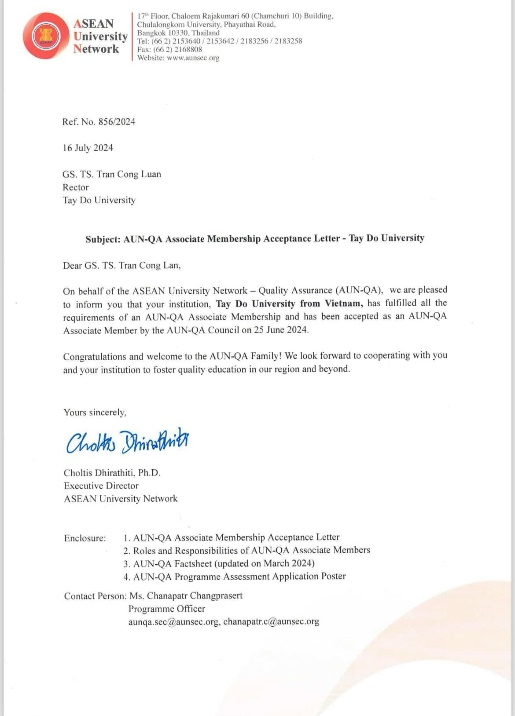 ASEAN
University
Network
17th Floor, Chaloem Rajakumari 60 (Chamchuri 10) Building,
Chulalongkorn University, Phayathai Road,
Bangkok 10330, Thailand
Tel: (66 2) 2153640 / 2153642 / 2183256 / 2183258
Fax: (66 2) 2168808
Website: www.aunsec.org
Ref. No. 856/2024
16 July 2024
GS. TS. Tran Cong Luan
Rector
Tay Do University
Subject: AUN-QA Associate Membership Acceptance Letter - Tay Do University
Dear GS. TS. Tran Cong Lan,
On behalf of the ASEAN University Network – Quality Assurance (AUN-QA), we are pleased
to inform you that your institution, Tay Do University from Vietnam, has fulfilled all the
requirements of an AUN-QA Associate Membership and has been accepted as an AUN-QA
Associate Member by the AUN-QA Council on 25 June 2024.
Congratulations and welcome to the AUN-QA Family! We look forward to cooperating with you
and your institution to foster quality education in our region and beyond.
Yours sincerely,
Choltis Dhirathiti
Choltis Dhirathiti, Ph.D.
Executive Director
ASEAN University Network
Enclosure: 1. AUN-QA Associate Membership Acceptance Letter
2. Roles and Responsibilities of AUN-QA Associate Members
3. AUN-QA Factsheet (updated on March 2024)
4. AUN-QA Programme Assessment Application Poster
Contact Person: Ms. Chanapatr Changprasert
Programme Officer
aunqa.sec@aunsec.org, chanapatr.c@aunsec.org